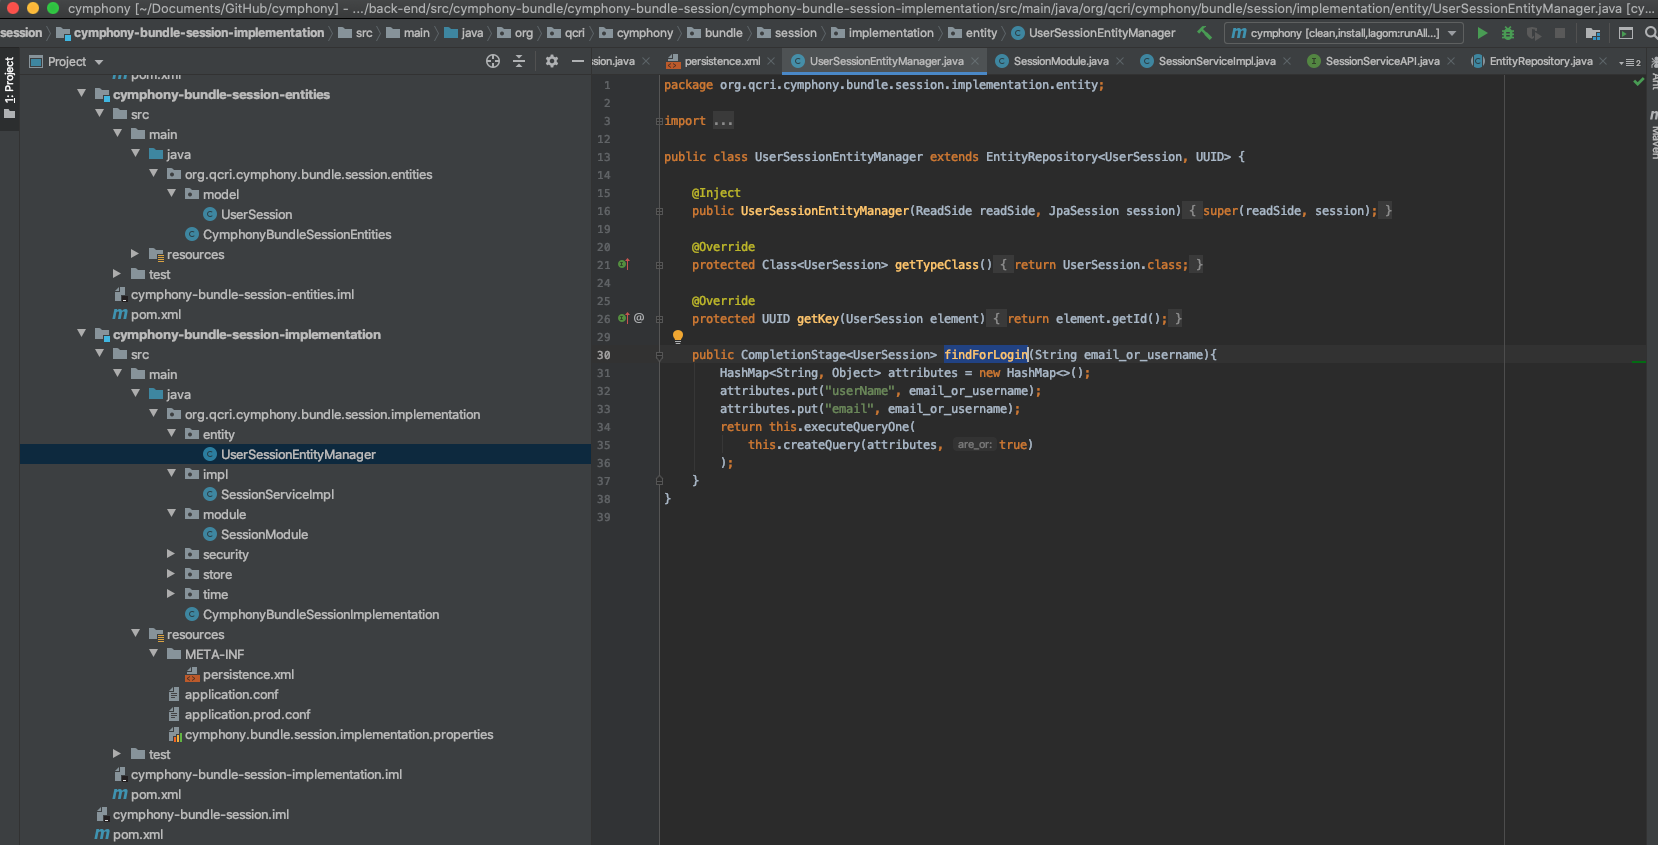 cymphony [~/Documents/GitHub/cymphony] - .../back-end/src/cymphony-bundle/cymphony-bundle-session/cymphony-bundle-session-implementation/src/main/java/org/qcri/cymphony/bundle/session/implementation/entity/UserSessionEntityManager.java [cy...
session cymphony-bundle-session-implementation src main java org qcri cymphony bundle session implementation entity UserSessionEntityManager cymphony [clean,install,lagom:runAll...]
1: Project
Project
ssion.java persistence.xml UserSessionEntityManager.java SessionModule.java SessionServiceImpl.java SessionServiceAPI.java EntityRepository.java 2
pom.xml
cymphony-bundle-session-entities
src
main
java
org.qcri.cymphony.bundle.session.entities
model
UserSession
CymphonyBundleSessionEntities
resources
test
cymphony-bundle-session-entities.iml
pom.xml
cymphony-bundle-session-implementation
src
main
java
org.qcri.cymphony.bundle.session.implementation
entity
UserSessionEntityManager
impl
SessionServiceImpl
module
SessionModule
security
store
time
CymphonyBundleSessionImplementation
resources
META-INF
persistence.xml
application.conf
application.prod.conf
cymphony.bundle.session.implementation.properties
test
cymphony-bundle-session-implementation.iml
pom.xml
cymphony-bundle-session.iml
pom.xml
1 package org.qcri.cymphony.bundle.session.implementation.entity;
2
3 import ...
12
13 public class UserSessionEntityManager extends EntityRepository<UserSession, UUID> {
14
15 @Inject
16 public UserSessionEntityManager(ReadSide readSide, JpaSession session) { super(readSide, session); }
19
20 @Override
21 protected Class<UserSession> getTypeClass() { return UserSession.class; }
24
25 @Override
26 @ protected UUID getKey(UserSession element) { return element.getId(); }
29
30 public CompletionStage<UserSession> findForLogin(String email_or_username){
31 HashMap<String, Object> attributes = new HashMap<>();
32 attributes.put("userName", email_or_username);
33 attributes.put("email", email_or_username);
34 return this.executeQueryOne(
35 this.createQuery(attributes, are_or: true)
36 );
37 }
38 }
39
Ant
Maven